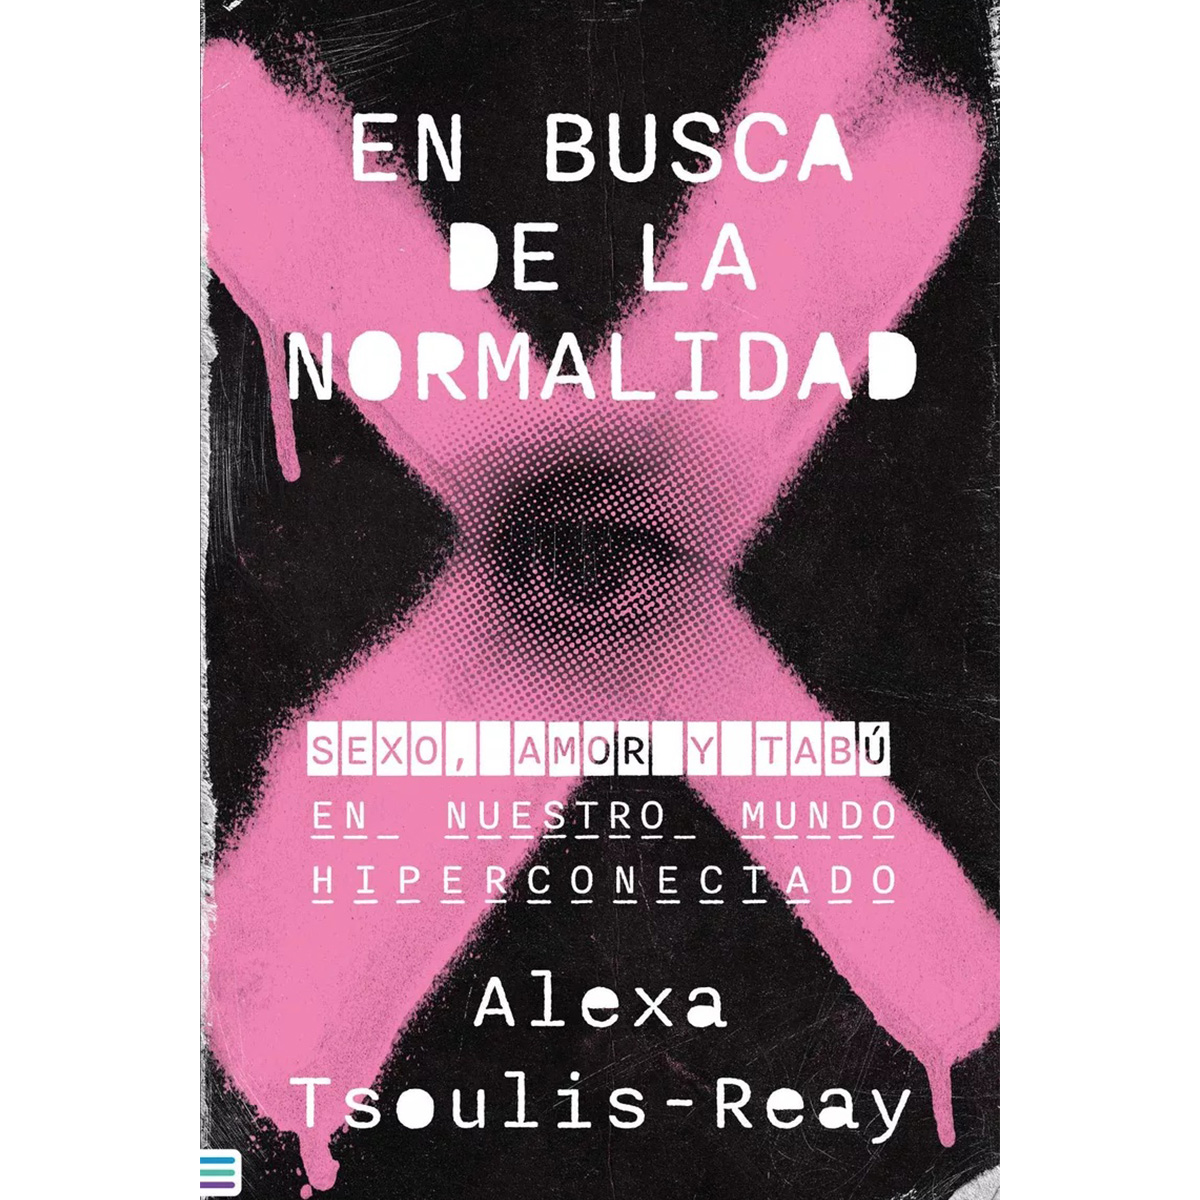 EN BUSCA
DE LA
NORMALIDAD
SEXO, AMOR Y TABÚ
EN NUESTRO MUNDO
HIPERCONECTADO
Alexa
Tsoulis-Reay